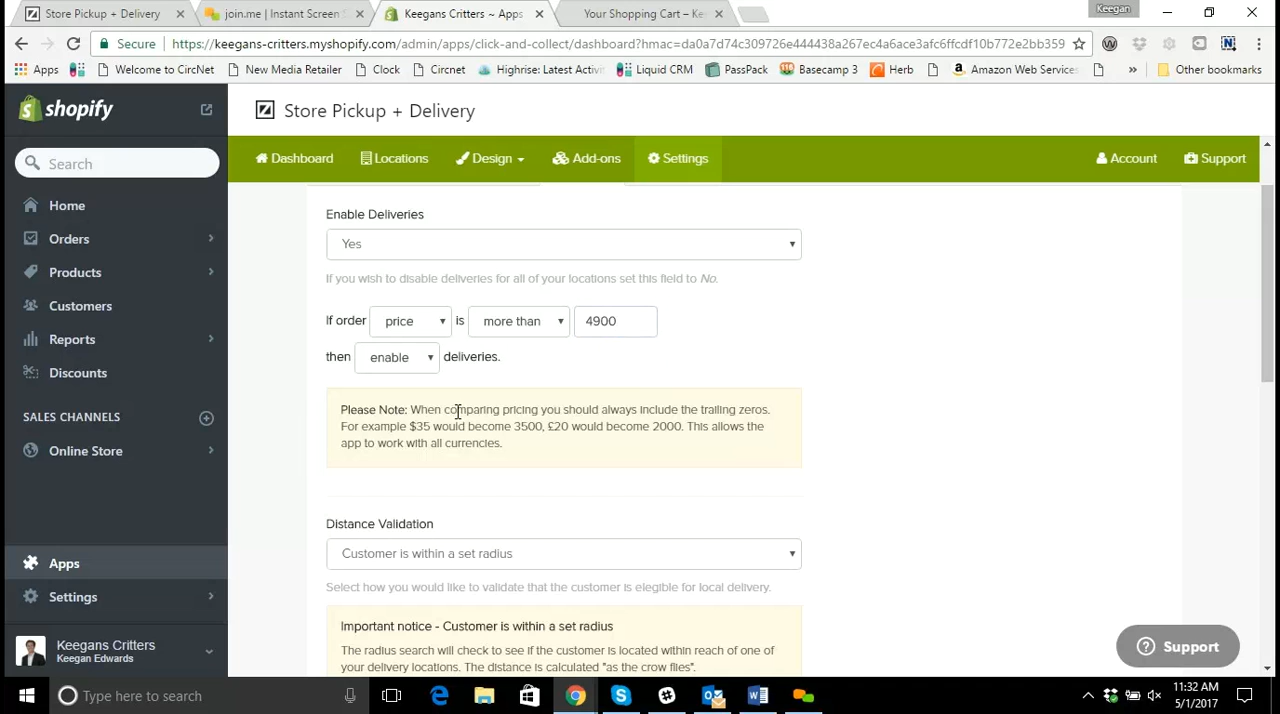 Store Pickup + Delivery
join.me | Instant Screen S
Keegans Critters ~ Apps
Your Shopping Cart – Kee
Keegan
Secure
https://keegans-critters.myshopify.com/admin/apps/click-and-collect/dashboard?hmac=da0a7d74c309726e444438a267ec4a6ace3afc6ffcdf10b772e2bb359
Apps
Welcome to CircNet
New Media Retailer
Clock
Circnet
Highrise: Latest Activi
Liquid CRM
PassPack
Basecamp 3
Herb
Amazon Web Services
Other bookmarks
shopify
Search
Home
Orders
Products
Customers
Reports
Discounts
SALES CHANNELS
Online Store
Apps
Settings
Keegans Critters
Keegan Edwards
Store Pickup + Delivery
Dashboard
Locations
Design
Add-ons
Settings
Account
Support
Enable Deliveries
Yes
If you wish to disable deliveries for all of your locations set this field to No.
If order price is more than 4900
then enable deliveries.
Please Note: When comparing pricing you should always include the trailing zeros.
For example $35 would become 3500, £20 would become 2000. This allows the
app to work with all currencies.
Distance Validation
Customer is within a set radius
Select how you would like to validate that the customer is elegible for local delivery.
Important notice - Customer is within a set radius
The radius search will check to see if the customer is located within reach of one of
your delivery locations. The distance is calculated "as the crow flies".
Support
Type here to search
11:32 AM
5/1/2017